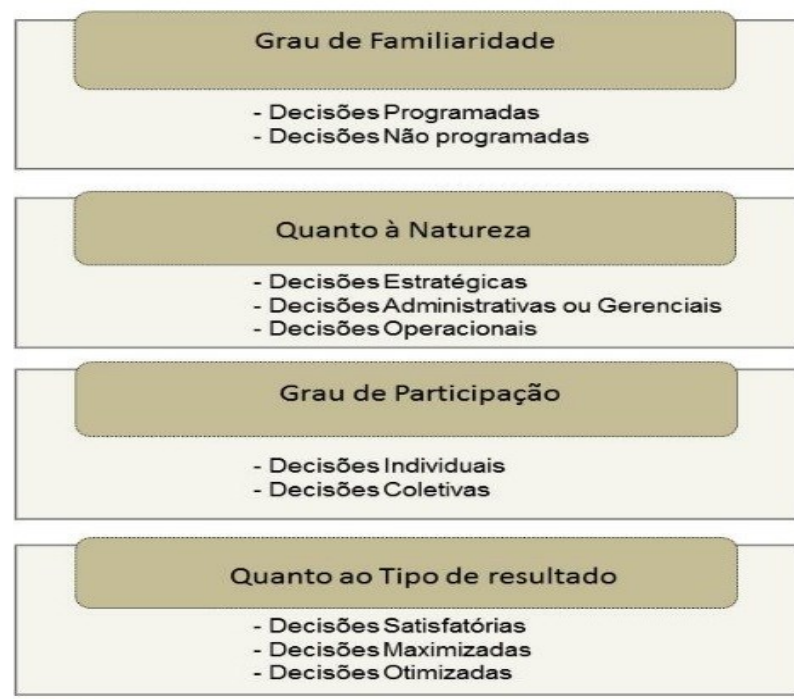 Grau de Familiaridade
- Decisões Programadas
- Decisões Não programadas
Quanto à Natureza
- Decisões Estratégicas
- Decisões Administrativas ou Gerenciais
- Decisões Operacionais
Grau de Participação
- Decisões Individuais
- Decisões Coletivas
Quanto ao Tipo de resultado
- Decisões Satisfatórias
- Decisões Maximizadas
- Decisões Otimizadas